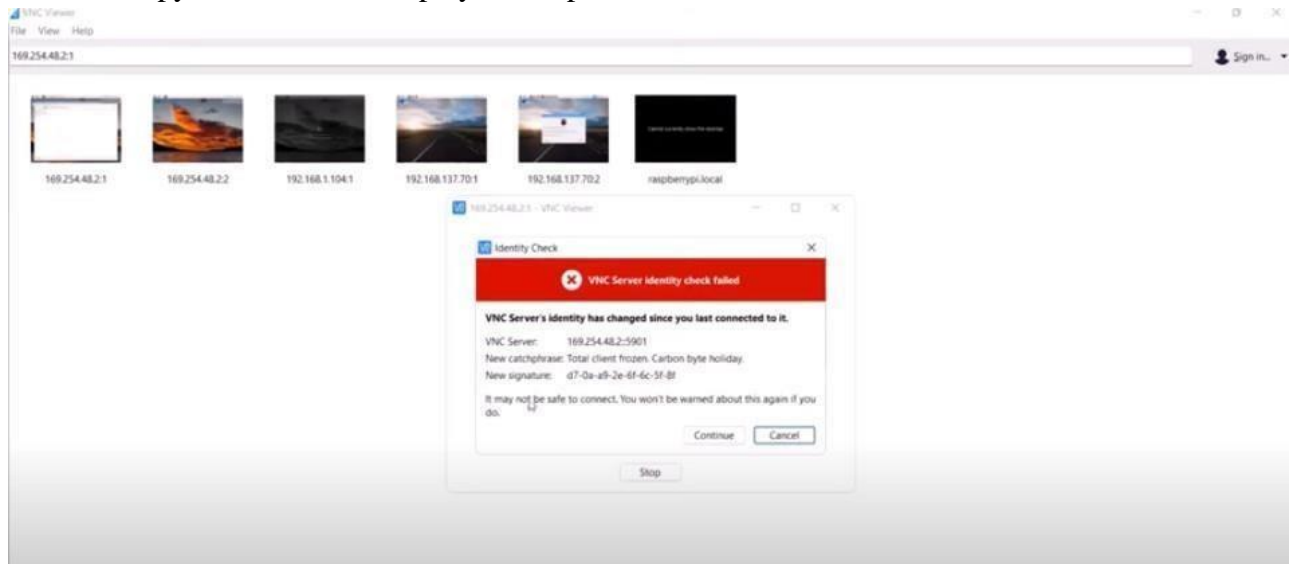 VNC Viewer
File View Help
169.254.48.2:1
Sign in...
169.254.48.2:1 169.254.48.2:2 192.168.1.104:1 192.168.137.70:1 192.168.137.70:2 raspberrypi.local
Cannot currently show the desktop
169.254.48.2:1 - VNC Viewer
Identity Check
VNC Server identity check failed
VNC Server's identity has changed since you last connected to it.
VNC Server: 169.254.48.2::5901
New catchphrase: Total client frozen. Carbon byte holiday.
New signature: d7-0a-a9-2e-6f-6c-5f-8f
It may not be safe to connect. You won't be warned about this again if you
do.
Continue Cancel
Stop